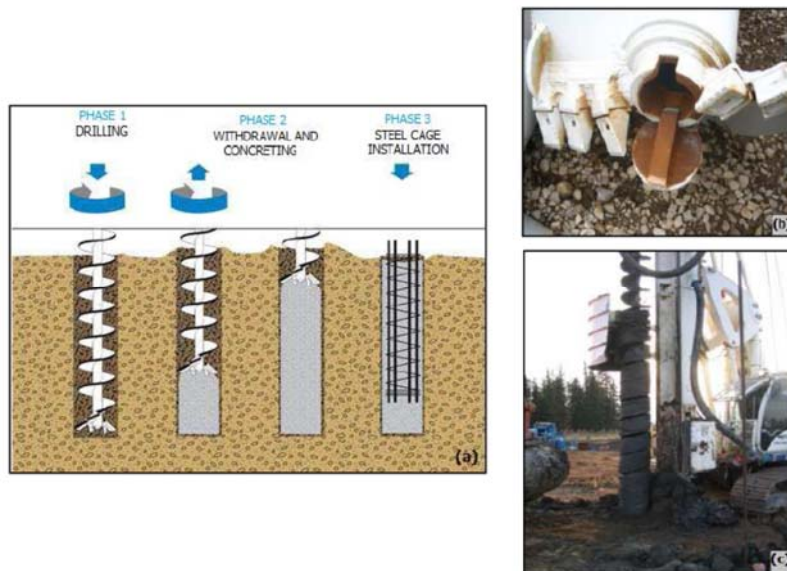 PHASE 1
DRILLING
PHASE 2
WITHDRAWAL AND
CONCRETING
PHASE 3
STEEL CAGE
INSTALLATION
(a)
(b)
(c)